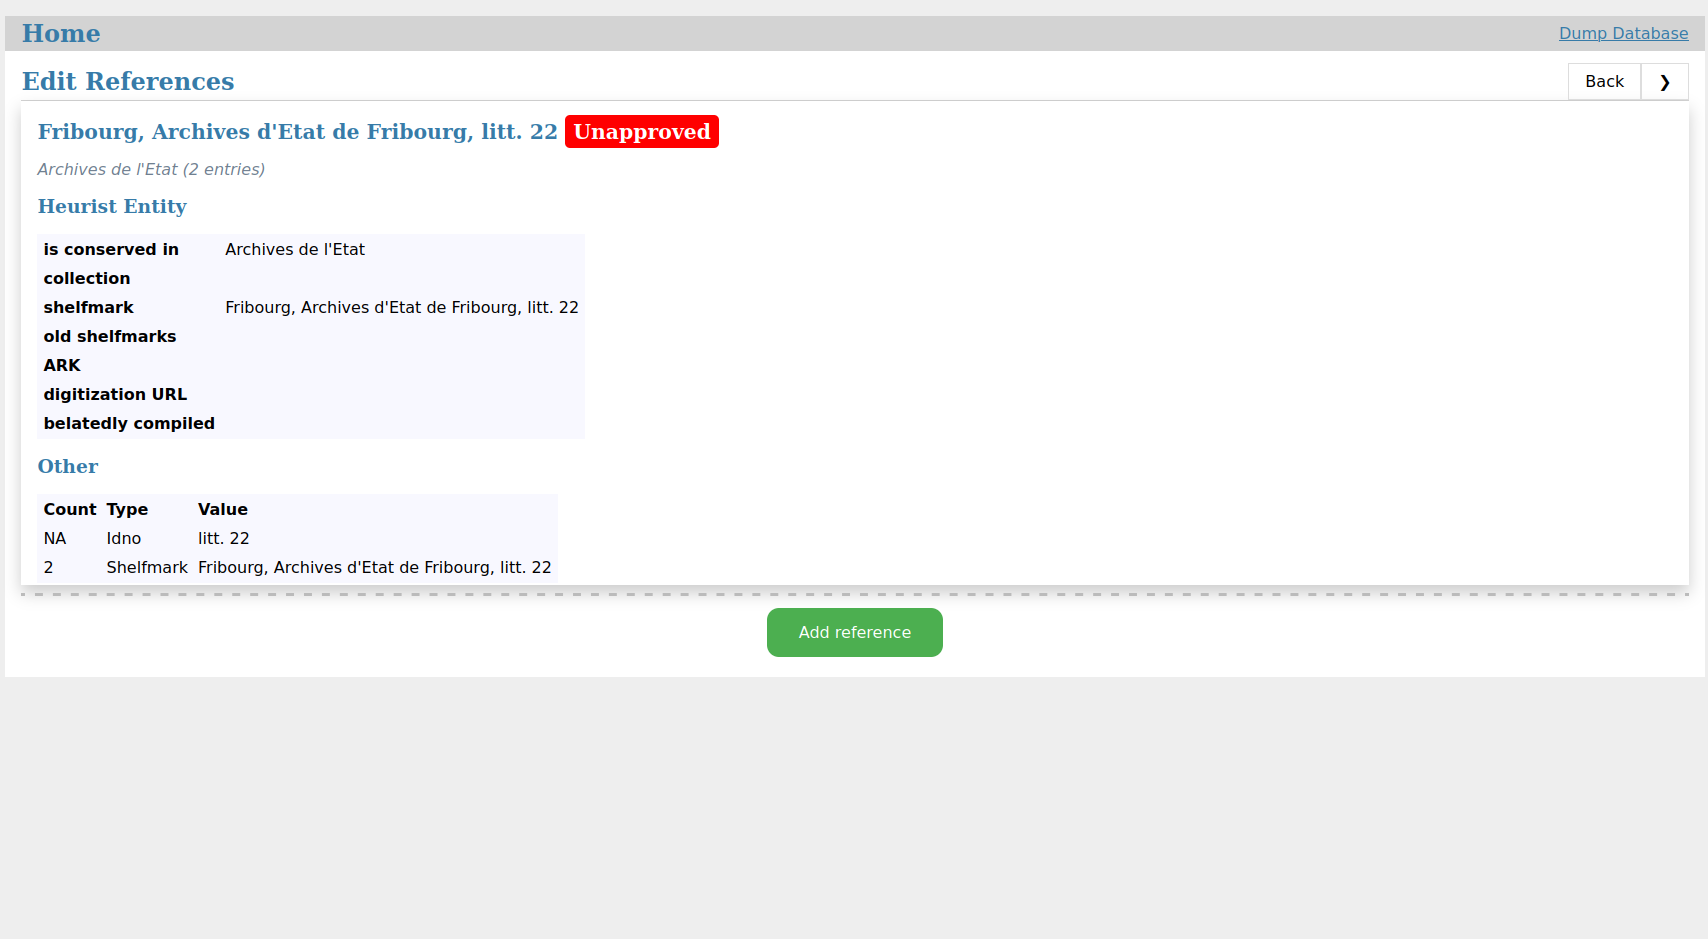 Home
Dump Database
Edit References
Back ❯
Fribourg, Archives d'Etat de Fribourg, litt. 22 Unapproved
Archives de l'Etat (2 entries)
Heurist Entity
is conserved in Archives de l'Etat
collection
shelfmark Fribourg, Archives d'Etat de Fribourg, litt. 22
old shelfmarks
ARK
digitization URL
belatedly compiled
Other
Count Type Value
NA Idno litt. 22
2 Shelfmark Fribourg, Archives d'Etat de Fribourg, litt. 22
Add reference